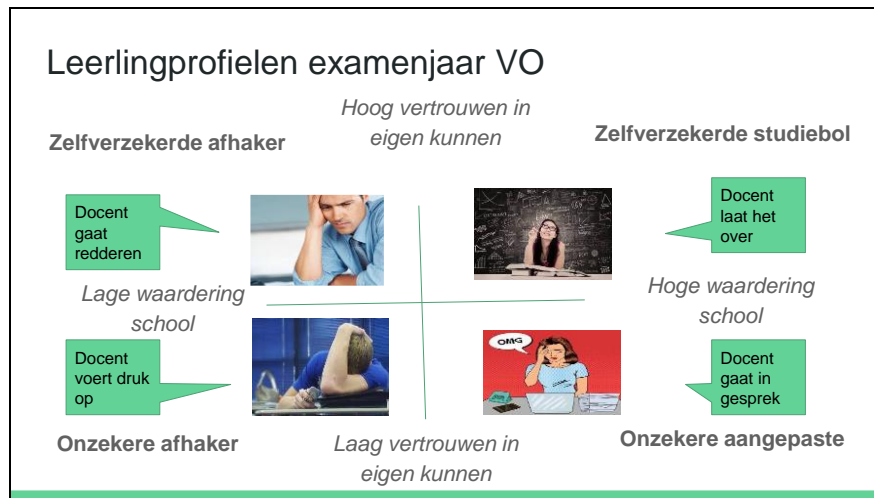 Leerlingprofielen examenjaar VO
Hoog vertrouwen in
eigen kunnen
Zelfverzekerde afhaker
Zelfverzekerde studiebol
Docent
gaat
redderen
Docent
laat het
over
Lage waardering
school
Hoge waardering
school
Docent
voert druk
op
OMG
Docent
gaat in
gesprek
Onzekere afhaker
Laag vertrouwen in
eigen kunnen
Onzekere aangepaste